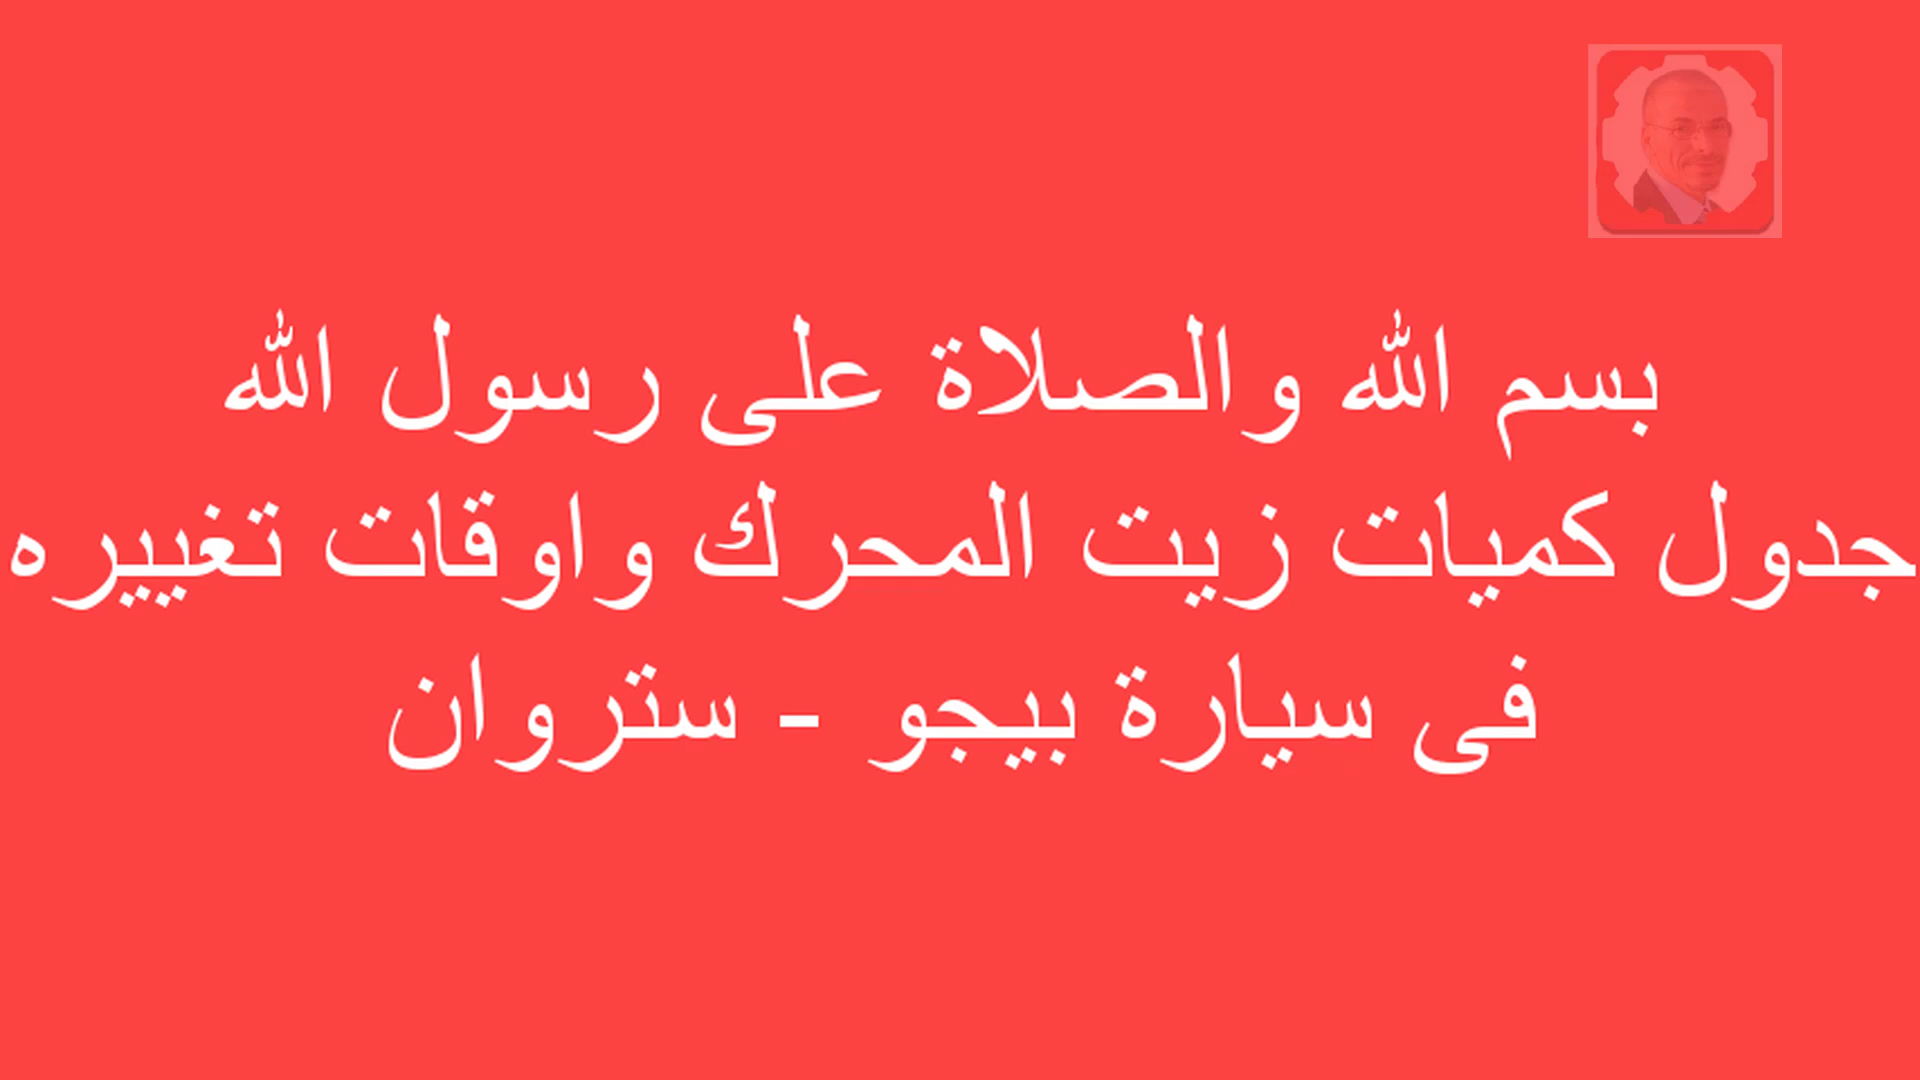 بسم الله والصلاة على رسول الله
جدول كميات زيت المحرك واوقات تغييره
فى سيارة بيجو - ستروان